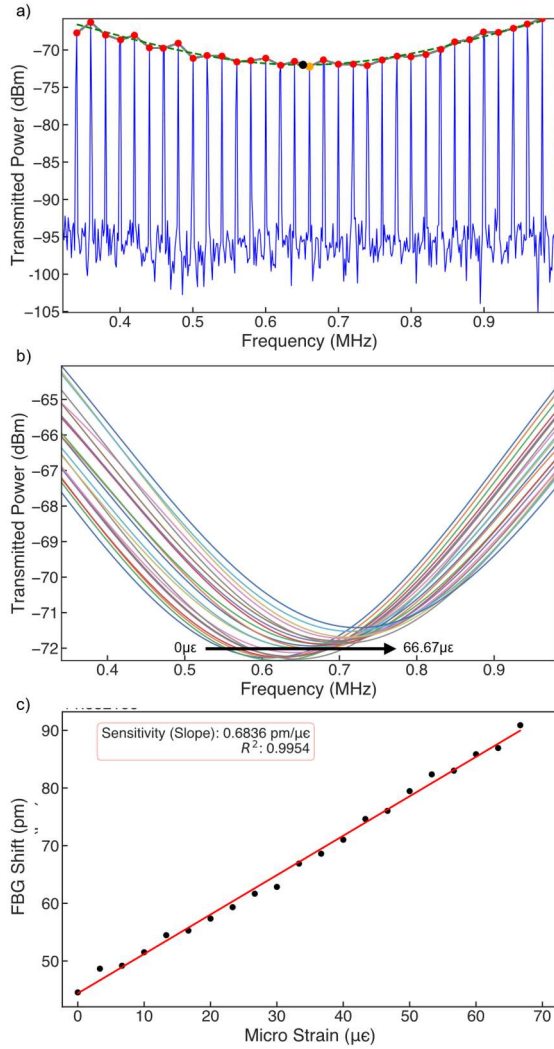 a)
Transmitted Power (dBm)
−70
−75
−80
−85
−90
−95
-100
−105
0.4 0.5 0.6 0.7 0.8 0.9
Frequency (MHz)
b)
Transmitted Power (dBm)
−65
−66
−67
−68
−69
−70
−71
−72
0με 66.67με
0.4 0.5 0.6 0.7 0.8 0.9
Frequency (MHz)
c)
Sensitivity (Slope): 0.6836 pm/με
R²: 0.9954
FBG Shift (pm)
90
80
70
60
50
0 10 20 30 40 50 60 70
Micro Strain (με)